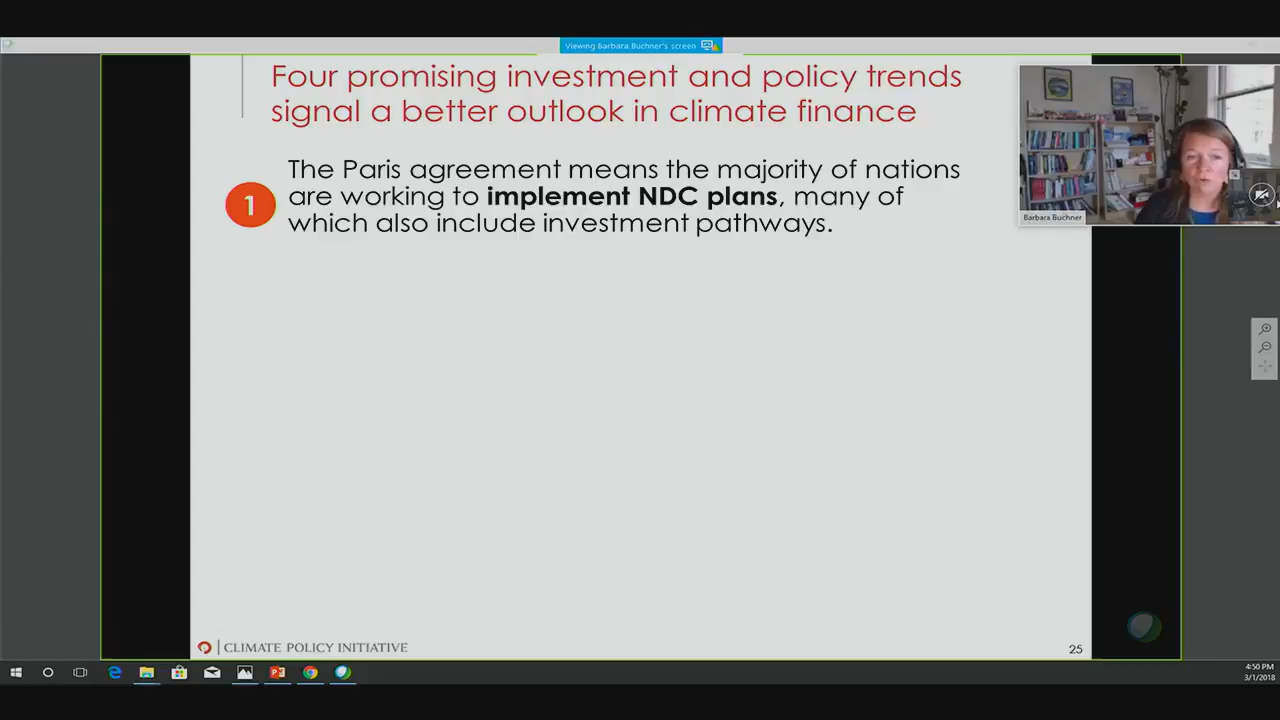 Viewing Barbara Buchner's screen
Four promising investment and policy trends
signal a better outlook in climate finance
1
The Paris agreement means the majority of nations
are working to implement NDC plans, many of
which also include investment pathways.
Barbara Buchner
CLIMATE POLICY INITIATIVE
25
4:50 PM
3/1/2018